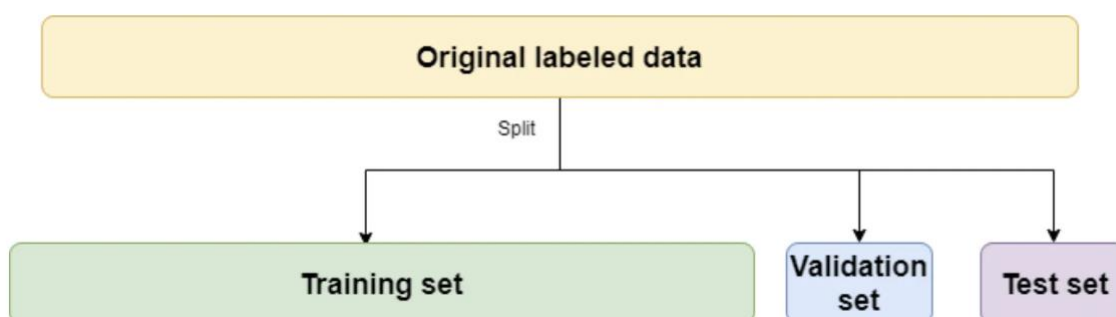 Original labeled data
Split
Training set
Validation
set
Test set